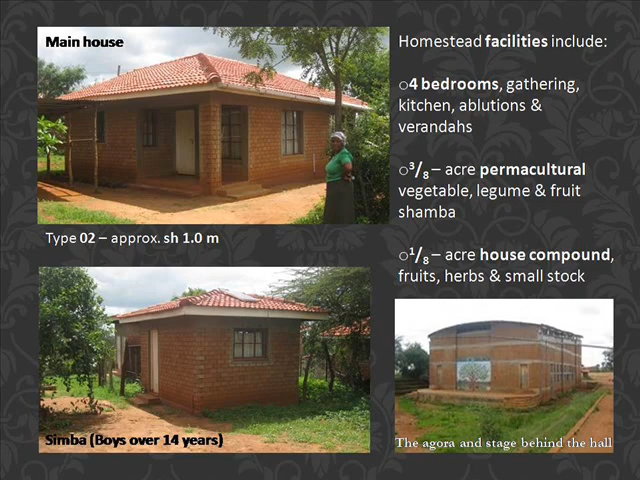 Main house
Type 02 – approx. sh 1.0 m
Simba (Boys over 14 years)
Homestead facilities include:
o4 bedrooms, gathering,
kitchen, ablutions &
verandahs
o3/8 – acre permacultural
vegetable, legume & fruit
shamba
o1/8 – acre house compound,
fruits, herbs & small stock
The agora and stage behind the hall